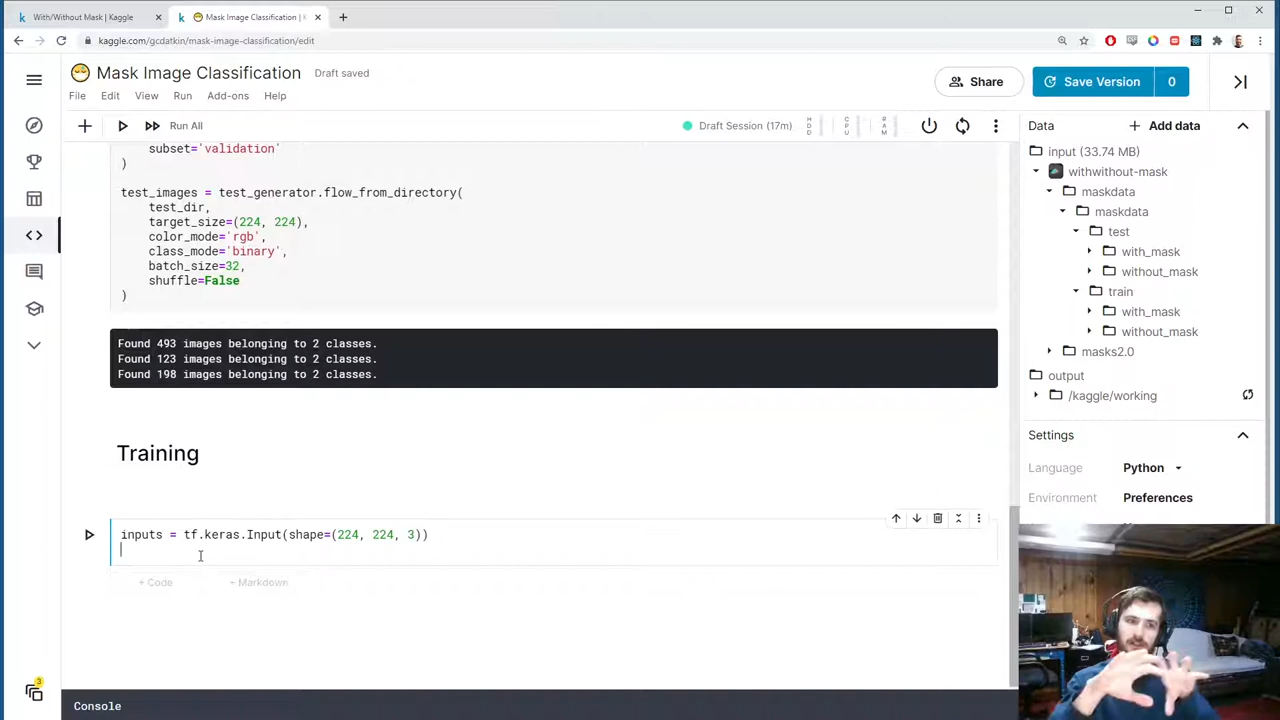 With/Without Mask | Kaggle
Mask Image Classification | K
kaggle.com/gcdatkin/mask-image-classification/edit
Mask Image Classification
Draft saved
Share
Save Version
0
File
Edit
View
Run
Add-ons
Help
Run All
Draft Session (17m)
HDD
CPU
RAM
Data
Add data
subset='validation'
)
test_images = test_generator.flow_from_directory(
test_dir,
target_size=(224, 224),
color_mode='rgb',
class_mode='binary',
batch_size=32,
shuffle=False
)
Found 493 images belonging to 2 classes.
Found 123 images belonging to 2 classes.
Found 198 images belonging to 2 classes.
Training
inputs = tf.keras.Input(shape=(224, 224, 3))
+ Code
+ Markdown
input (33.74 MB)
withwithout-mask
maskdata
maskdata
test
with_mask
without_mask
train
with_mask
without_mask
masks2.0
output
/kaggle/working
Settings
Language
Python
Environment
Preferences
3
Console